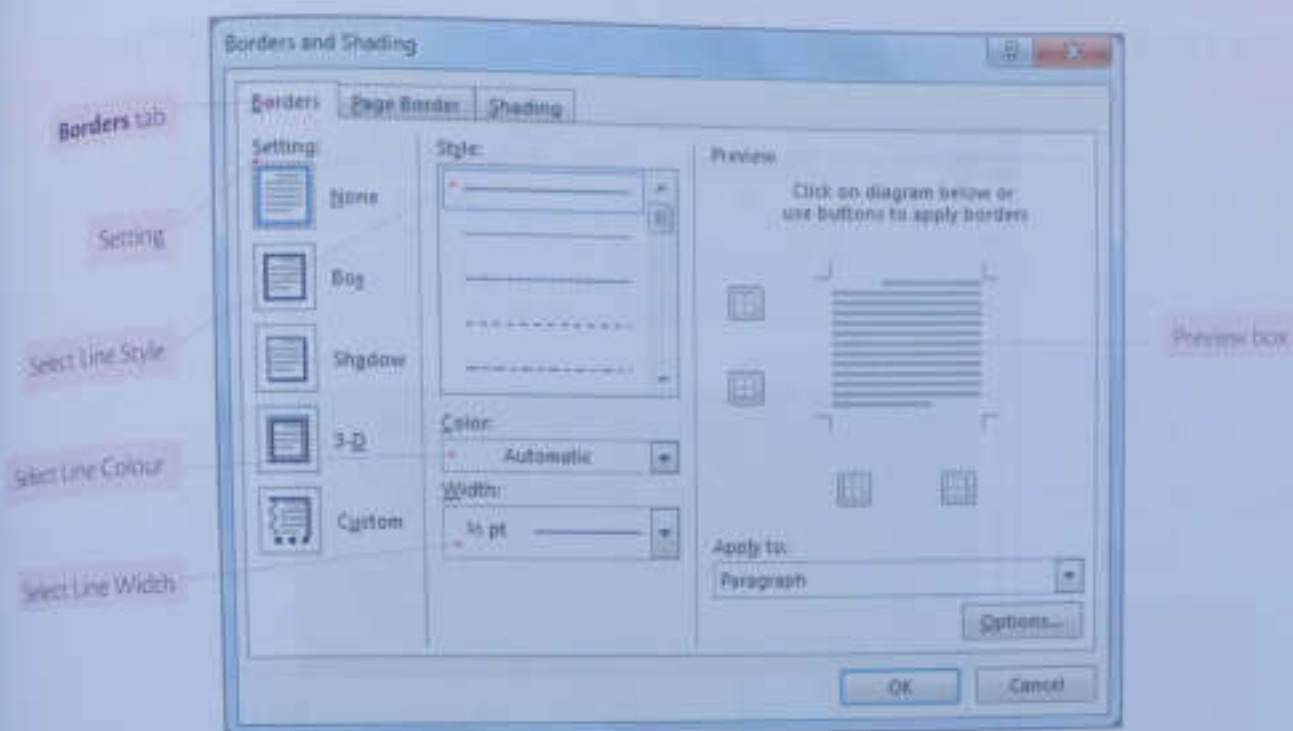 Borders and Shading
Borders tab
Borders
Page Border
Shading
Setting:
Style:
Preview
None
Click on diagram below or
use buttons to apply borders
Setting
Box
Select Line Style
Shadow
Preview box
Select Line Colour
3-D
Color:
Automatic
Width:
Custom
½ pt
Select Line Width
Apply to:
Paragraph
Options...
OK
Cancel